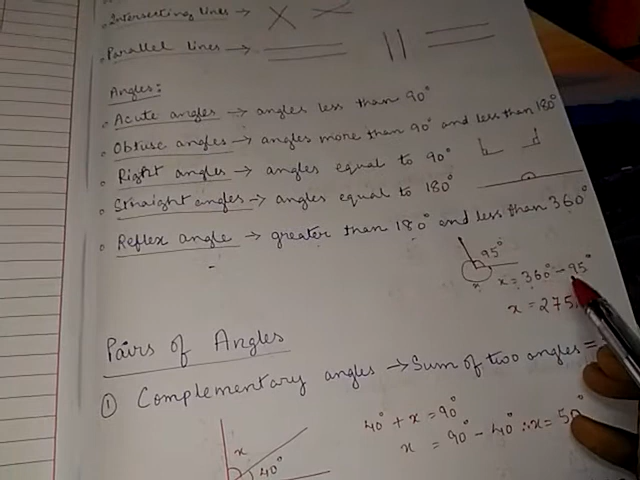 Intersecting lines →
Parallel lines →
Angles:
Acute angles → angles less than 90°
Obtuse angles → angles more than 90° and less than 180°
Right angles → angles equal to 90°
Straight angles → angles equal to 180°
Reflex angle → greater than 180° and less than 360°
95°
x
x = 360° - 95°
x = 275
Pairs of Angles
① Complementary angles → Sum of two angles =
40° + x = 90°
x = 90° - 40° ∴ x = 50°
x
40°